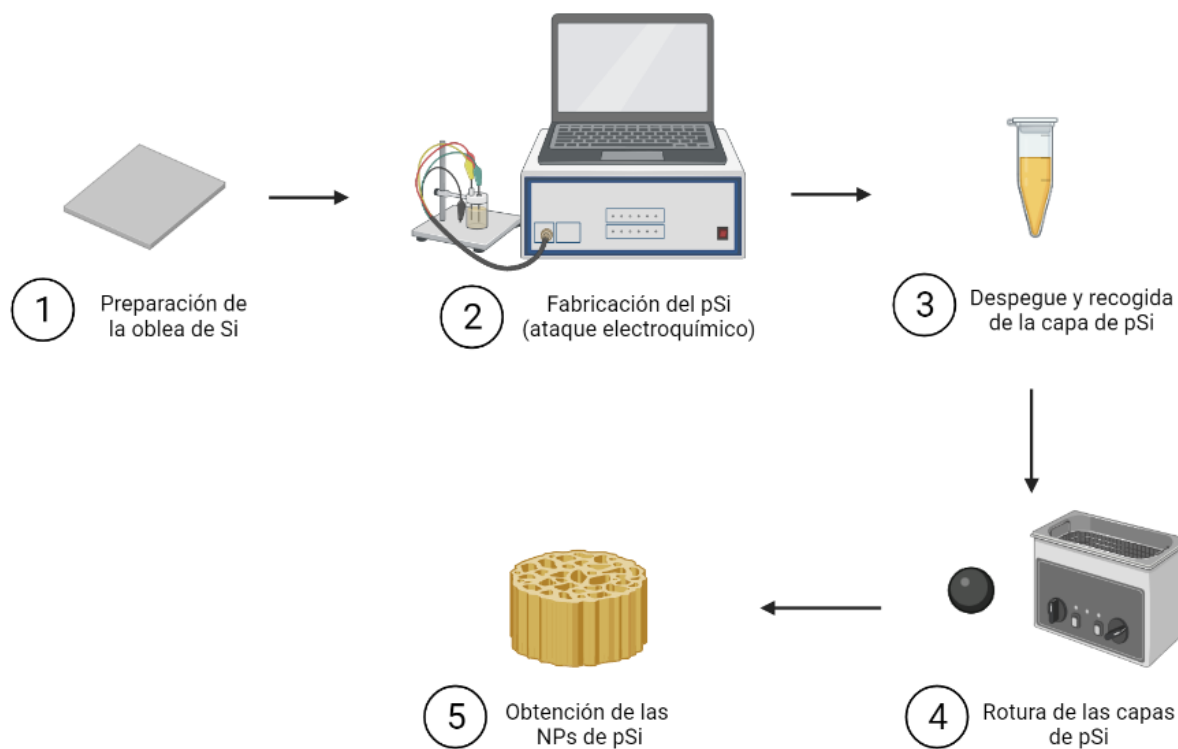 1
Preparación de
la oblea de Si
2
Fabricación del pSi
(ataque electroquímico)
3
Despegue y recogida
de la capa de pSi
4
Rotura de las capas
de pSi
5
Obtención de las
NPs de pSi